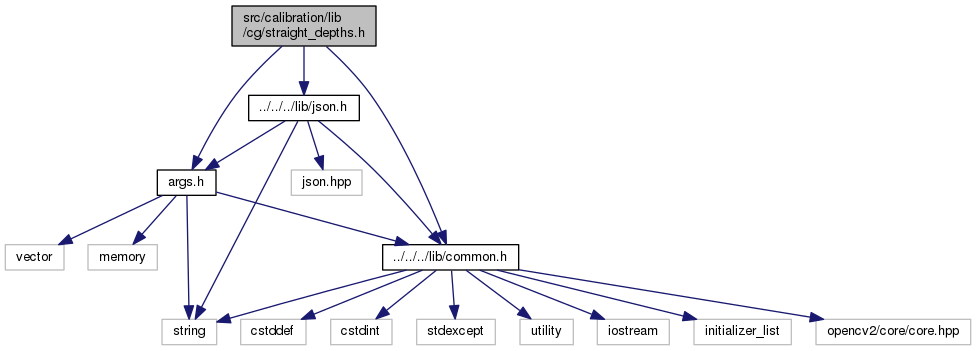 src/calibration/lib
/cg/straight_depths.h
../../../lib/json.h
args.h
json.hpp
vector
memory
../../../lib/common.h
string
cstddef
cstdint
stdexcept
utility
iostream
initializer_list
opencv2/core/core.hpp